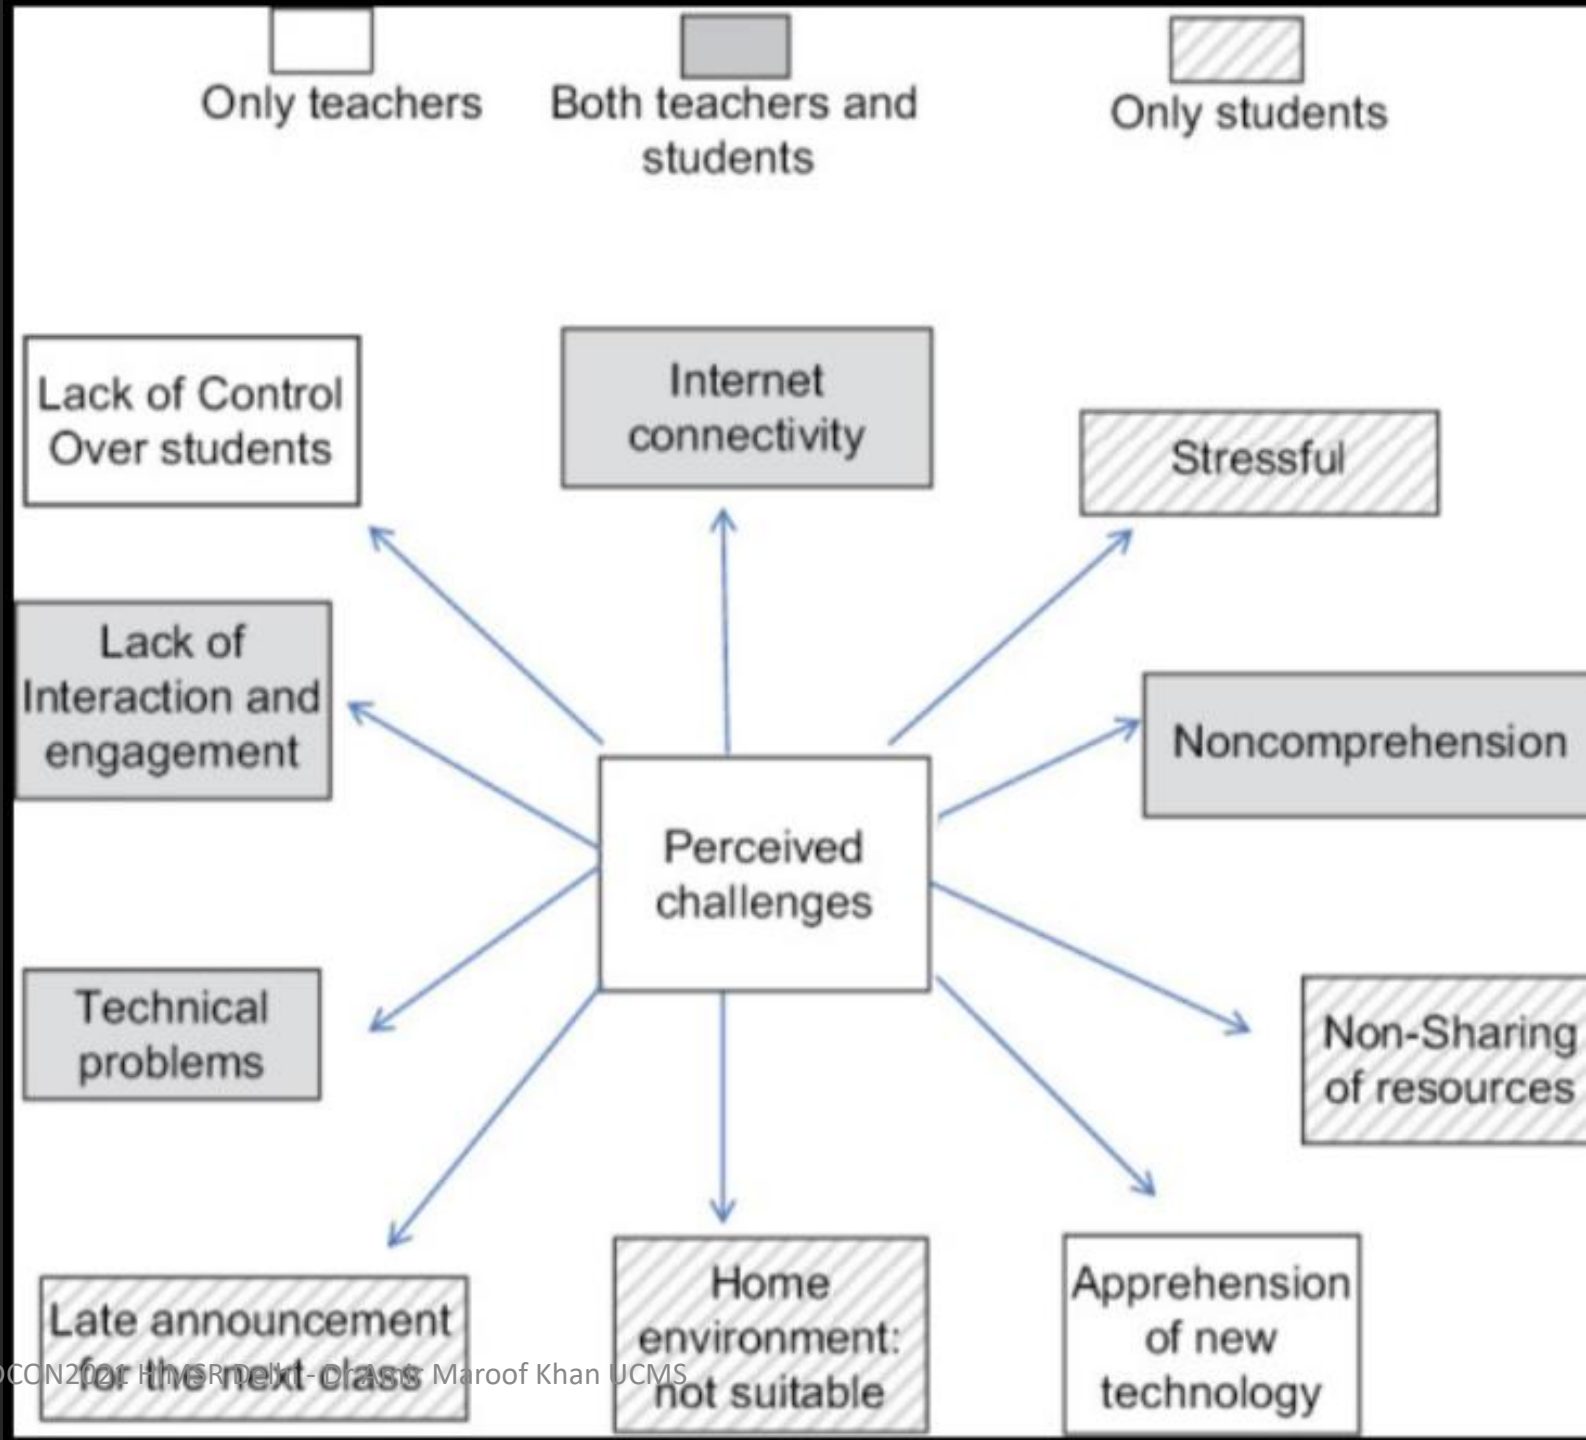 Only teachers
Both teachers and
students
Only students
Lack of Control
Over students
Internet
connectivity
Stressful
Lack of
Interaction and
engagement
Noncomprehension
Perceived
challenges
Technical
problems
Non-Sharing
of resources
Late announcement
for the next class
Home
environment:
not suitable
Apprehension
of new
technology
Maroof Khan UCMS